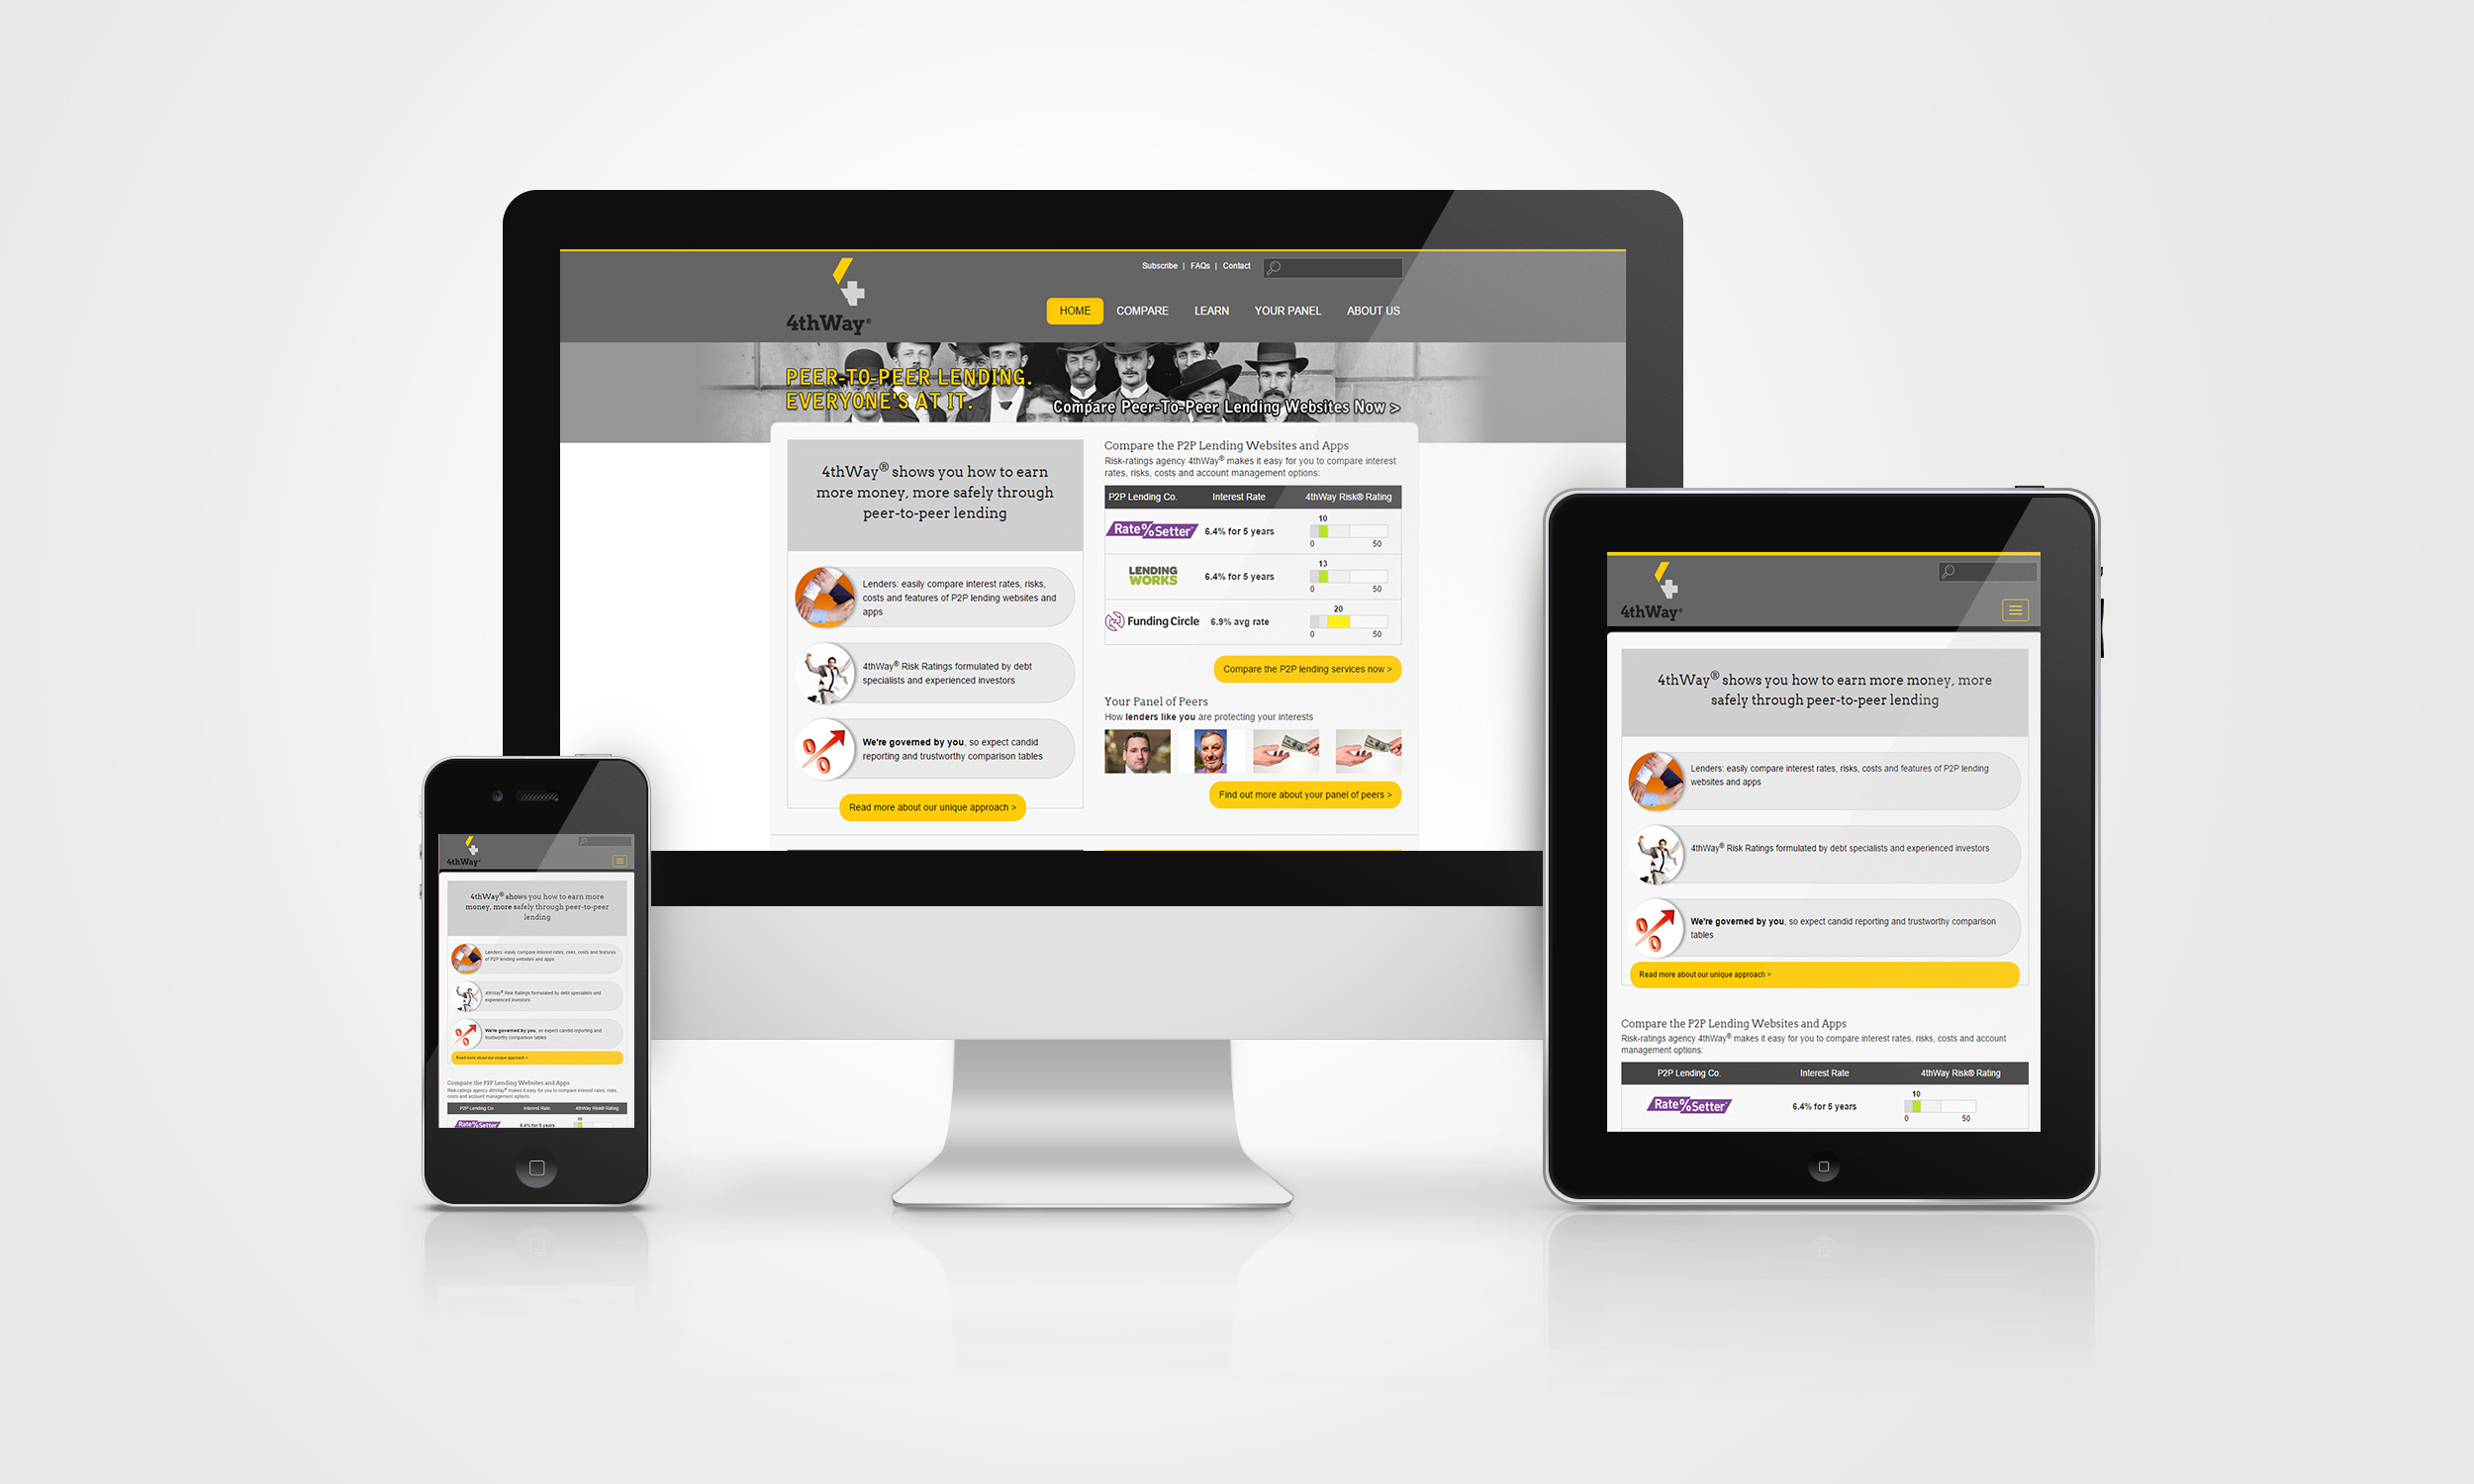 Subscribe | FAQs | Contact
4thWay®
HOME COMPARE LEARN YOUR PANEL ABOUT US
PEER-TO-PEER LENDING.
EVERYONE'S AT IT.
Compare Peer-To-Peer Lending Websites Now >
4thWay® shows you how to earn
more money, more safely through
peer-to-peer lending
Lenders: easily compare interest rates, risks,
costs and features of P2P lending websites and
apps
4thWay® Risk Ratings formulated by debt
specialists and experienced investors
We're governed by you, so expect candid
reporting and trustworthy comparison tables
Read more about our unique approach >
Compare the P2P Lending Websites and Apps
Risk-ratings agency 4thWay® makes it easy for you to compare interest
rates, risks, costs and account management options:
P2P Lending Co. Interest Rate 4thWay Risk® Rating
10
Rate%Setter™ 6.4% for 5 years
0 50
13
LENDING
WORKS 6.4% for 5 years
0 50
20
Funding Circle 6.9% avg rate
0 50
Compare the P2P lending services now >
Your Panel of Peers
How lenders like you are protecting your interests
Find out more about your panel of peers >
4thWay®
4thWay® shows you how to earn more
money, more safely through peer-to-peer
lending
Lenders: easily compare interest rates, risks, costs and features
of P2P lending websites and apps
4thWay® Risk Ratings formulated by debt specialists and
experienced investors
We're governed by you, so expect candid reporting and
trustworthy comparison tables
Read more about our unique approach >
Compare the P2P Lending Websites and Apps
Risk-ratings agency 4thWay® makes it easy for you to compare interest rates, risks,
costs and account management options:
P2P Lending Co. Interest Rate 4thWay Risk® Rating
10
Rate%Setter™ 6.4% for 5 years
4thWay®
4thWay® shows you how to earn more money, more
safely through peer-to-peer lending
Lenders: easily compare interest rates, risks, costs and features of P2P lending
websites and apps
4thWay® Risk Ratings formulated by debt specialists and experienced investors
We're governed by you, so expect candid reporting and trustworthy comparison
tables
Read more about our unique approach >
Compare the P2P Lending Websites and Apps
Risk-ratings agency 4thWay® makes it easy for you to compare interest rates, risks, costs and account
management options:
P2P Lending Co. Interest Rate 4thWay Risk® Rating
10
Rate%Setter™ 6.4% for 5 years
0 50